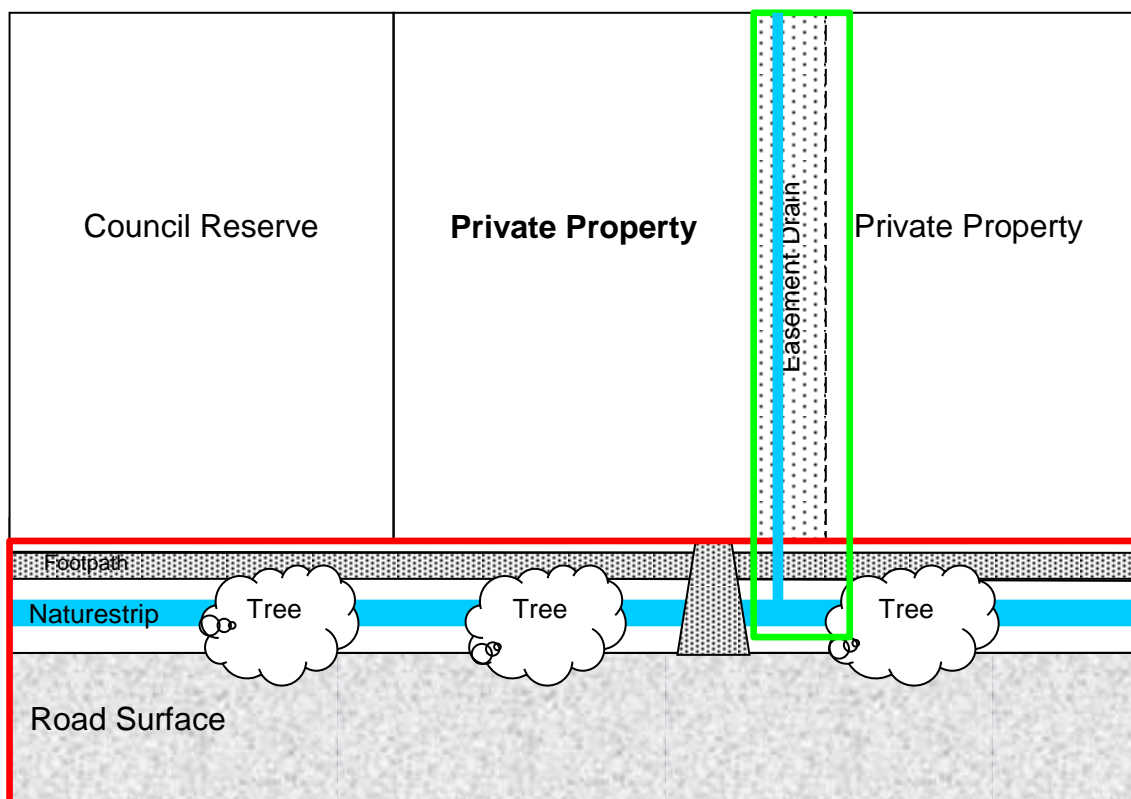 Council Reserve
Private Property
Easement Drain
Private Property
Footpath
Naturestrip
Tree
Tree
Tree
Road Surface